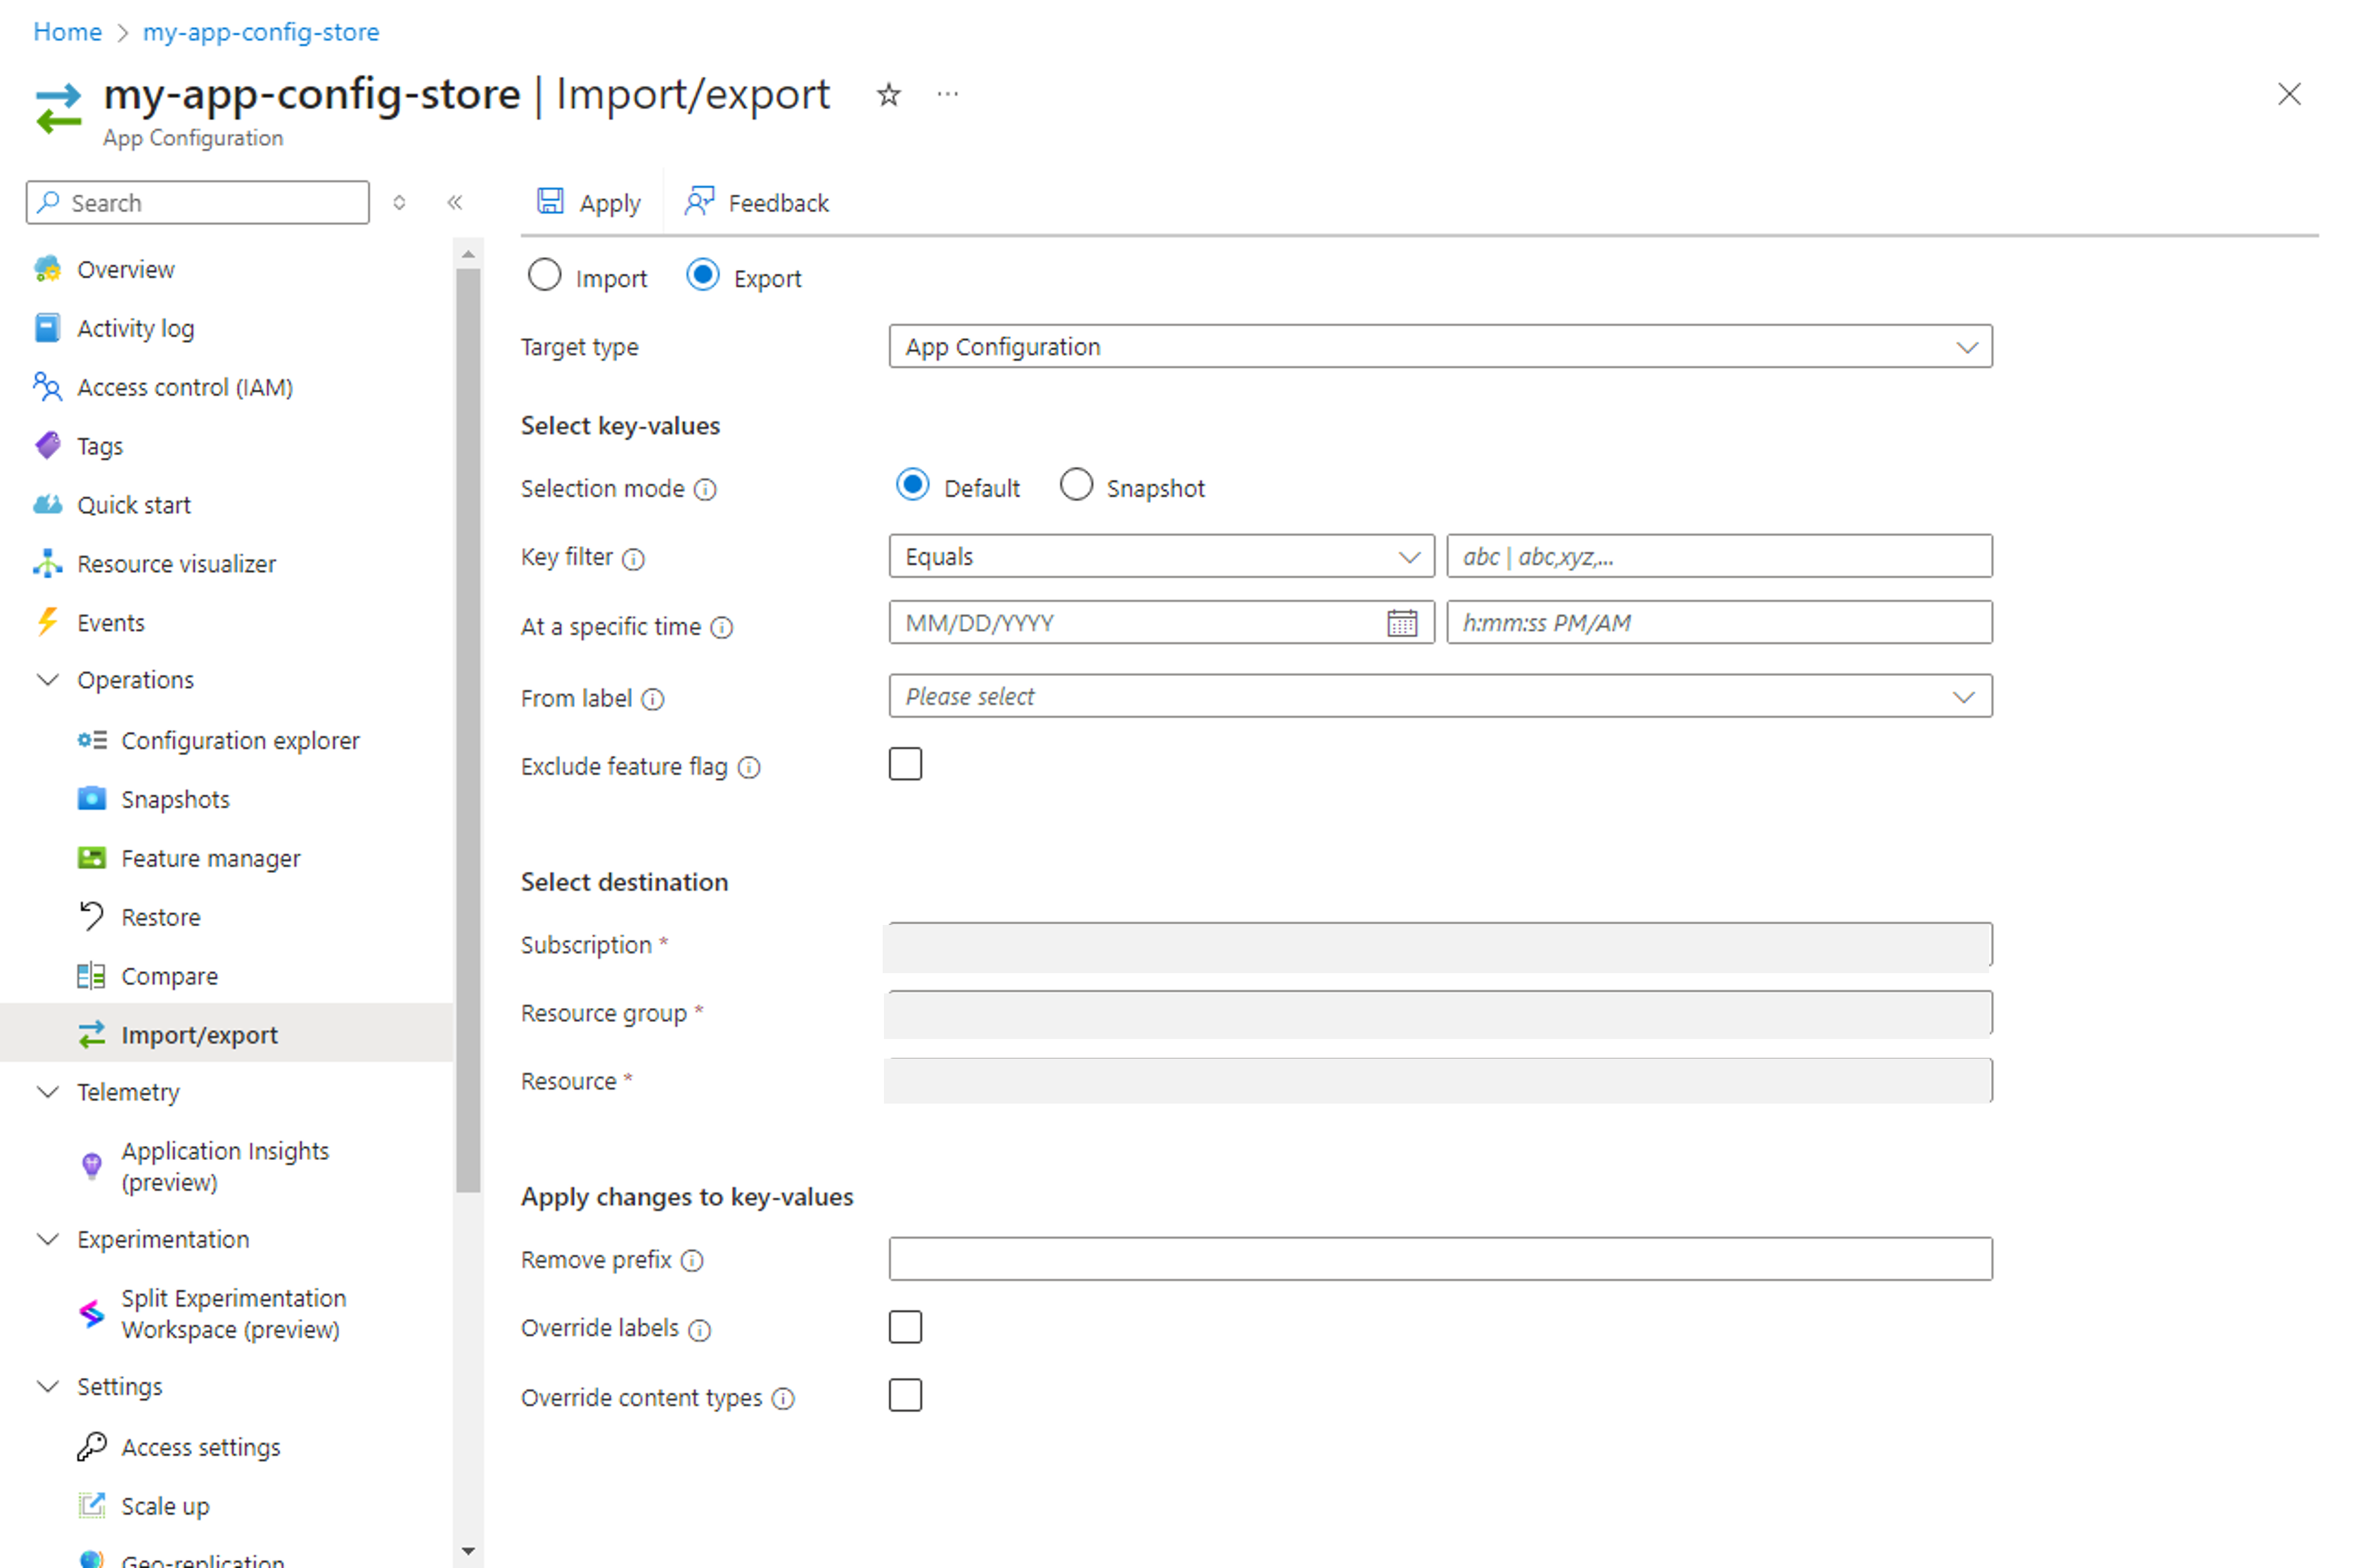 Home > my-app-config-store
my-app-config-store | Import/export
App Configuration
Search
Overview
Activity log
Access control (IAM)
Tags
Quick start
Resource visualizer
Events
Operations
Configuration explorer
Snapshots
Feature manager
Restore
Compare
Import/export
Telemetry
Application Insights
(preview)
Experimentation
Split Experimentation
Workspace (preview)
Settings
Access settings
Scale up
Geo-replication
Apply Feedback
Import Export
Target type App Configuration
Select key-values
Selection mode Default Snapshot
Key filter Equals abc | abc,xyz,...
At a specific time MM/DD/YYYY h:mm:ss PM/AM
From label Please select
Exclude feature flag
Select destination
Subscription *
Resource group *
Resource *
Apply changes to key-values
Remove prefix
Override labels
Override content types